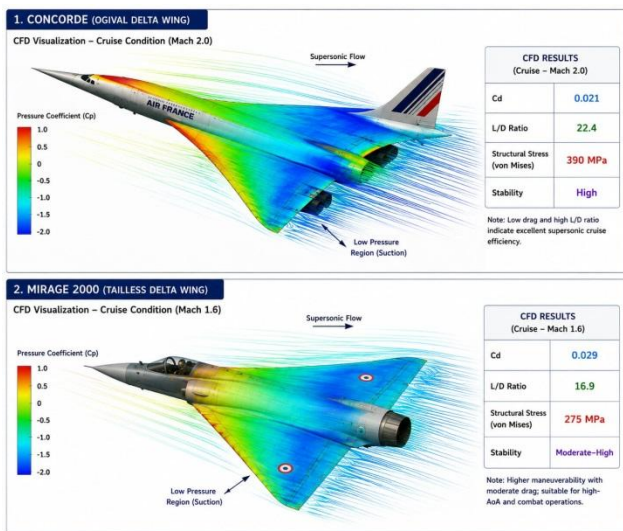 1. CONCORDE (OGIVAL DELTA WING)
CFD Visualization – Cruise Condition (Mach 2.0)
Supersonic Flow
AIR FRANCE
Pressure Coefficient (Cp)
1.0
0.5
0
-0.5
-1.0
-1.5
-2.0
Low Pressure
Region (Suction)
CFD RESULTS
(Cruise – Mach 2.0)
Cd 0.021
L/D Ratio 22.4
Structural Stress
(von Mises) 390 MPa
Stability High
Note: Low drag and high L/D ratio
indicate excellent supersonic cruise
efficiency.
2. MIRAGE 2000 (TAILLESS DELTA WING)
CFD Visualization – Cruise Condition (Mach 1.6)
Supersonic Flow
Pressure Coefficient (Cp)
1.0
0.5
0
-0.5
-1.0
-1.5
-2.0
Low Pressure
Region (Suction)
CFD RESULTS
(Cruise – Mach 1.6)
Cd 0.029
L/D Ratio 16.9
Structural Stress
(von Mises) 275 MPa
Stability Moderate–High
Note: Higher maneuverability with
moderate drag; suitable for high-
AoA and combat operations.